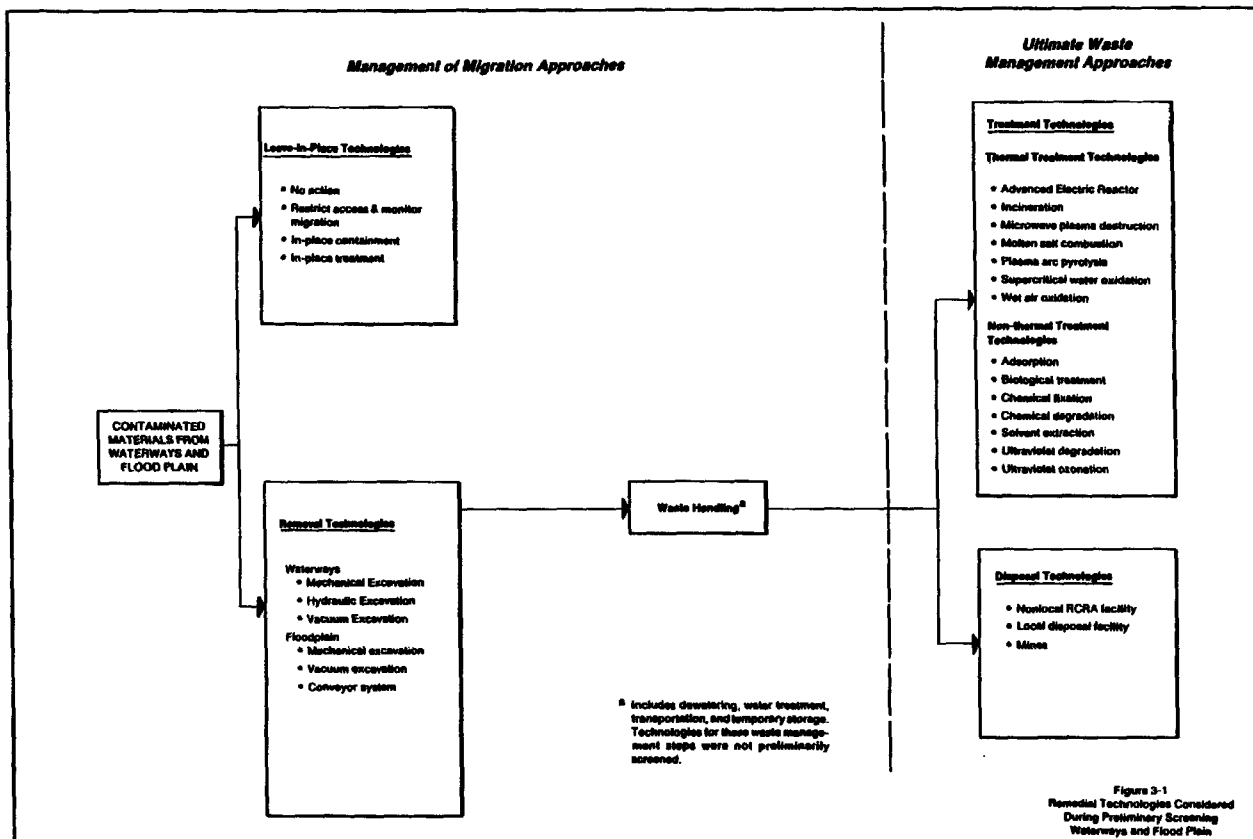 Management of Migration Approaches
Ultimate Waste
Management Approaches
Leave-in-Place Technologies
• No action
• Restrict access & monitor
migration
• In-place containment
• In-place treatment
CONTAMINATED
MATERIALS FROM
WATERWAYS AND
FLOOD PLAIN
Removal Technologies
Waterways
• Mechanical Excavation
• Hydraulic Excavation
• Vacuum Excavation
Floodplain
• Mechanical excavation
• Vacuum excavation
• Conveyor system
Waste Handling a
a Includes dewatering, water treatment,
transportation, and temporary storage.
Technologies for these waste manage-
ment steps were not preliminarily
screened.
Treatment Technologies
Thermal Treatment Technologies
• Advanced Electric Reactor
• Incineration
• Microwave plasma destruction
• Molten salt combustion
• Plasma arc pyrolysis
• Supercritical water oxidation
• Wet air oxidation
Non-thermal Treatment
Technologies
• Adsorption
• Biological treatment
• Chemical fixation
• Chemical degradation
• Solvent extraction
• Ultraviolet degradation
• Ultraviolet ozonation
Disposal Technologies
• Nonlocal RCRA facility
• Local disposal facility
• Mines
Figure 3-1
Remedial Technologies Considered
During Preliminary Screening
Waterways and Flood Plain